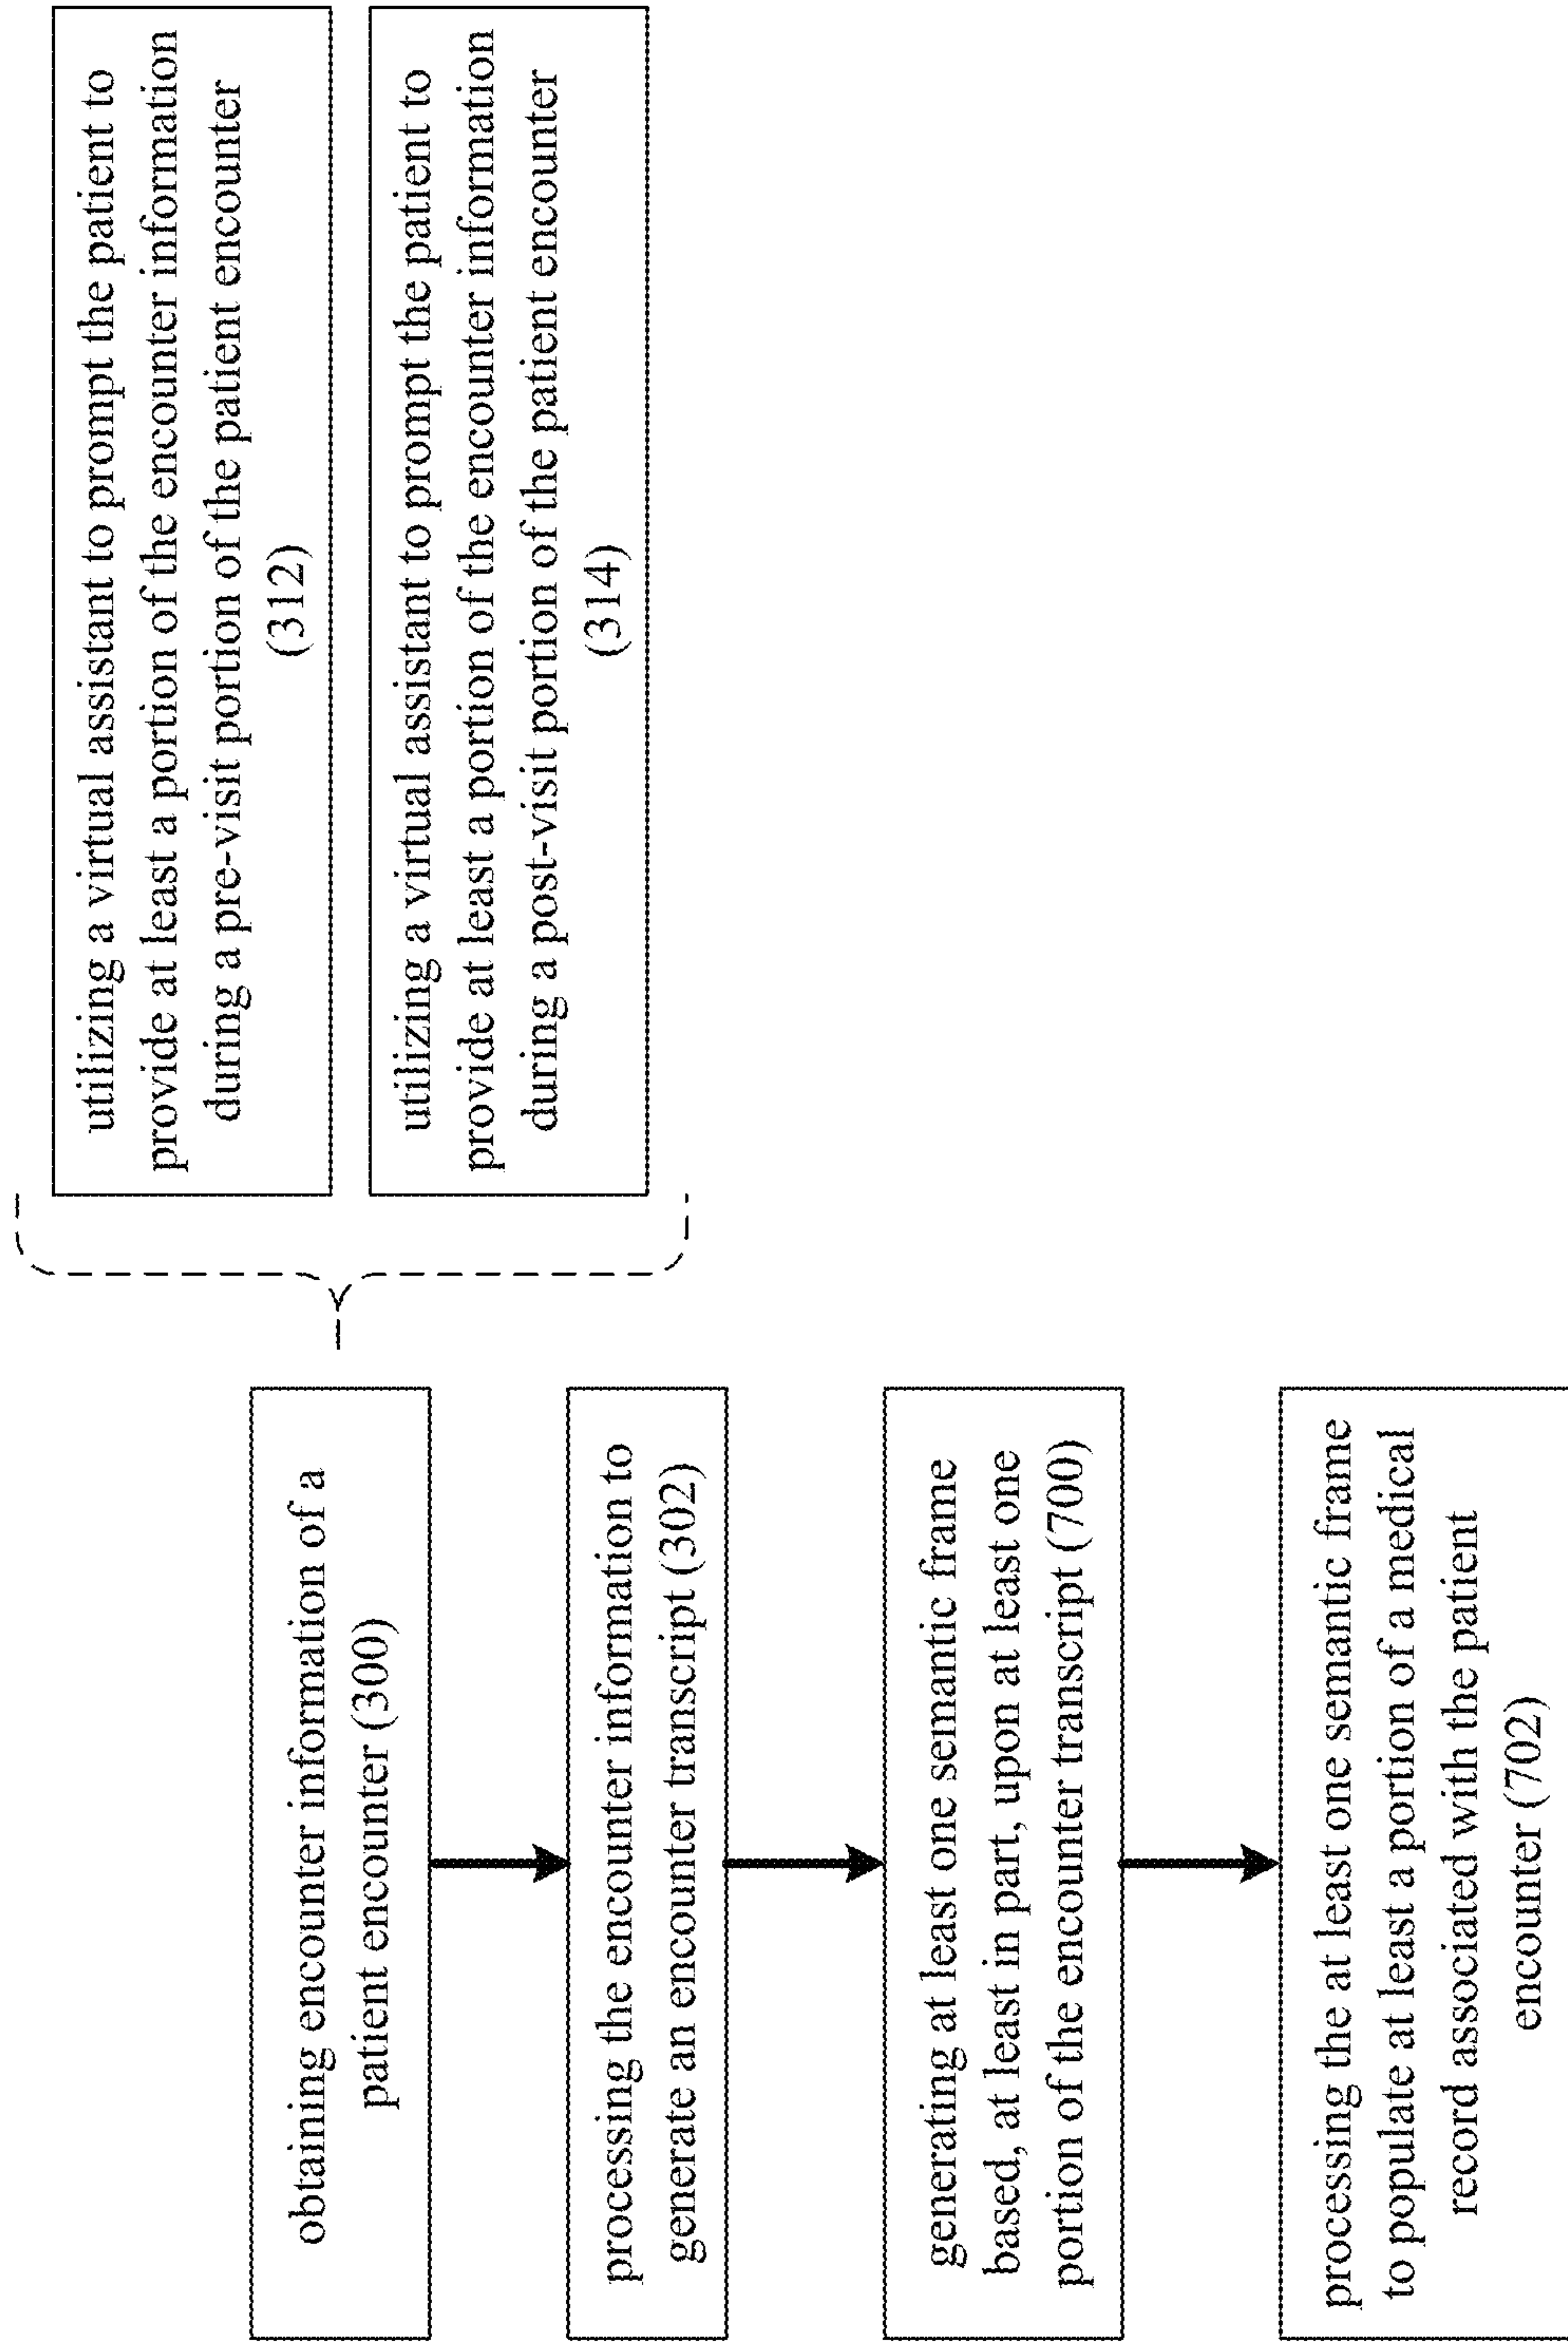 obtaining encounter information of a
patient encounter (300)
processing the encounter information to
generate an encounter transcript (302)
generating at least one semantic frame
based, at least in part, upon at least one
portion of the encounter transcript (700)
processing the at least one semantic frame
to populate at least a portion of a medical
record associated with the patient
encounter (702)
utilizing a virtual assistant to prompt the patient to
provide at least a portion of the encounter information
during a pre-visit portion of the patient encounter
(312)
utilizing a virtual assistant to prompt the patient to
provide at least a portion of the encounter information
during a post-visit portion of the patient encounter
(314)